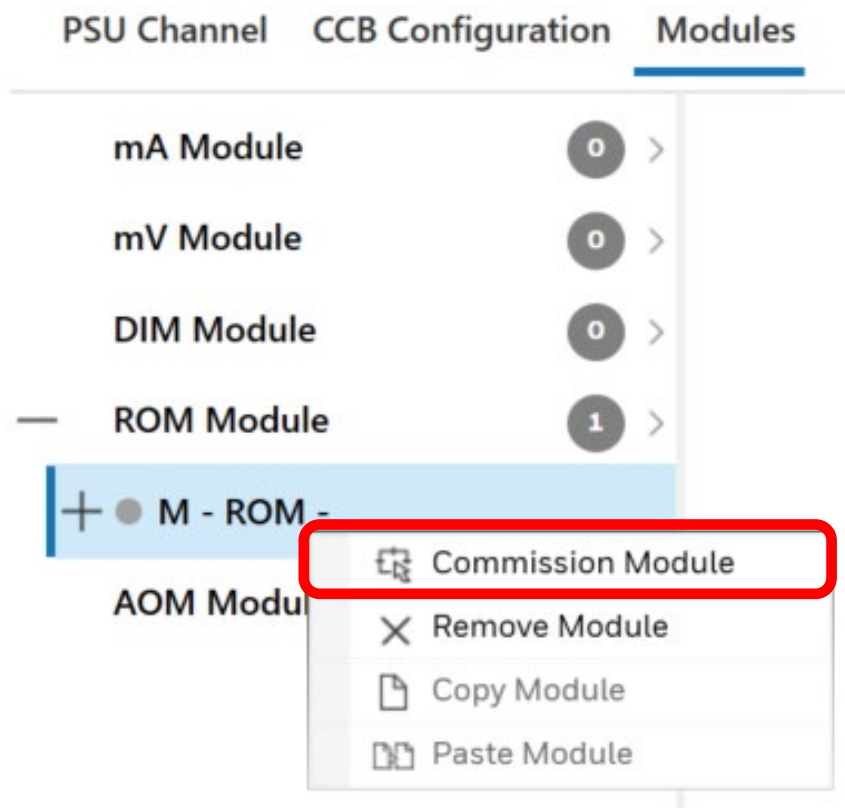 PSU Channel CCB Configuration Modules
mA Module 0
mV Module 0
DIM Module 0
ROM Module 1
M - ROM -
Commission Module
AOM Modul
Remove Module
Copy Module
Paste Module